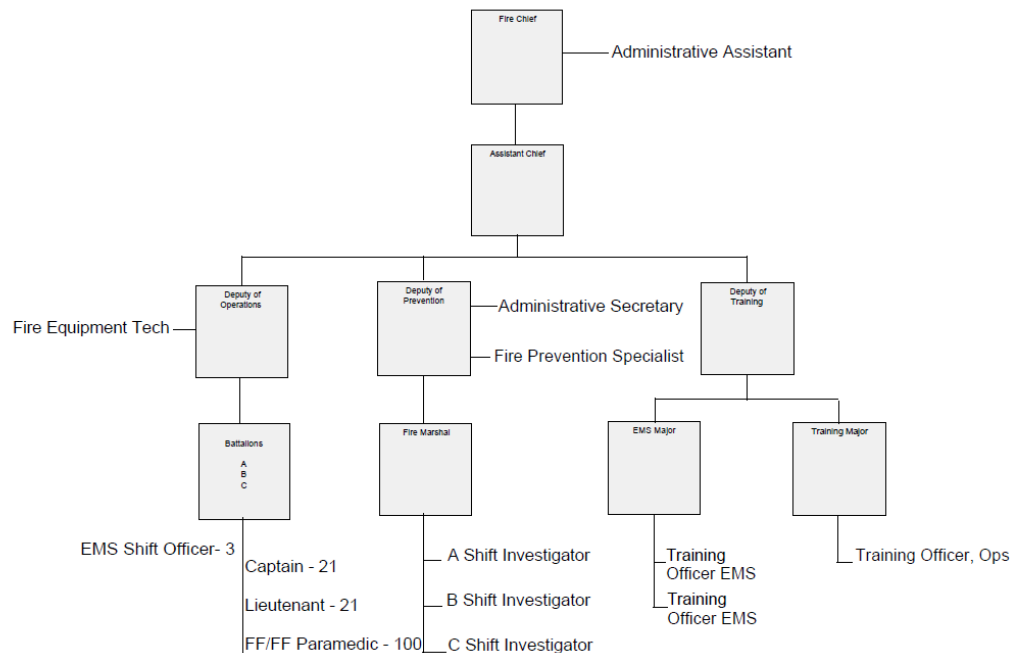 Fire Chief
Administrative Assistant
Assistant Chief
Deputy of
Operations
Fire Equipment Tech
Deputy of
Prevention
Administrative Secretary
Fire Prevention Specialist
Deputy of
Training
Battalions
A
B
C
Fire Marshal
EMS Major
Training Major
EMS Shift Officer- 3
Captain - 21
Lieutenant - 21
FF/FF Paramedic - 100
A Shift Investigator
B Shift Investigator
C Shift Investigator
Training
Officer EMS
Training
Officer EMS
Training Officer, Ops